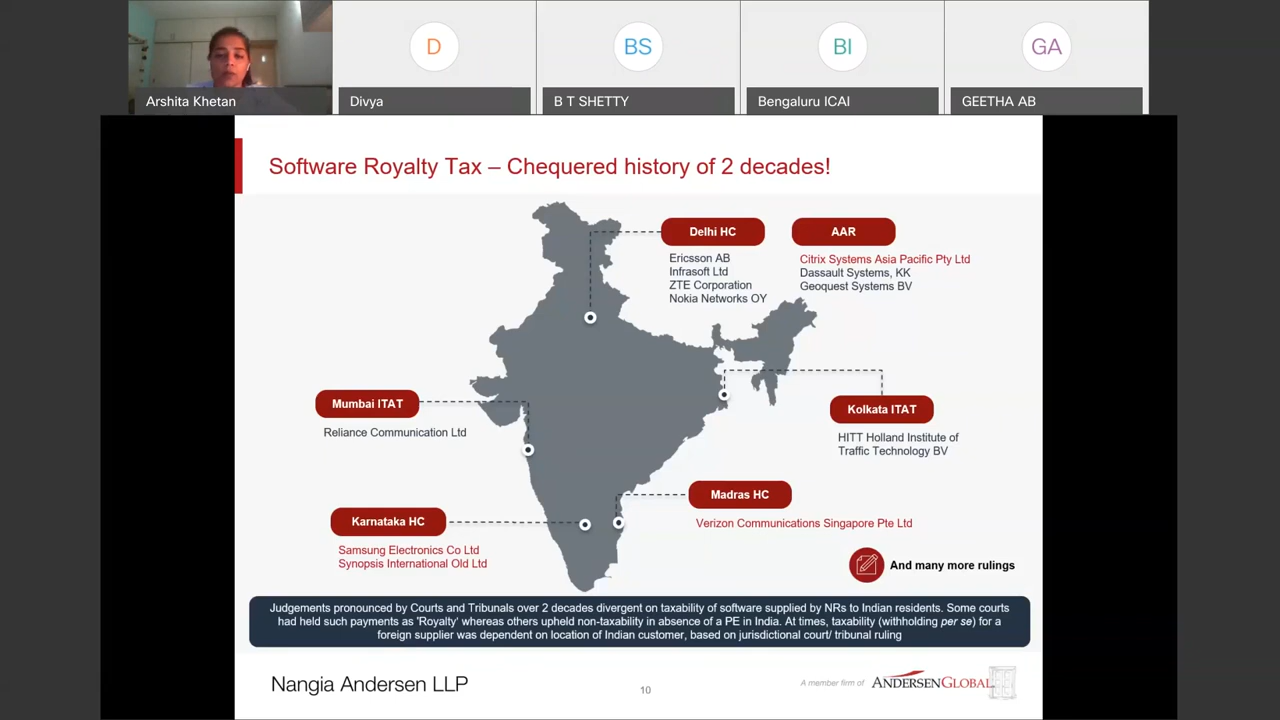 D
BS
BI
GA
Arshita Khetan
Divya
B T SHETTY
Bengaluru ICAI
GEETHA AB
Software Royalty Tax – Chequered history of 2 decades!
Delhi HC
Ericsson AB
Infrasoft Ltd
ZTE Corporation
Nokia Networks OY
AAR
Citrix Systems Asia Pacific Pty Ltd
Dassault Systems, KK
Geoquest Systems BV
Mumbai ITAT
Reliance Communication Ltd
Kolkata ITAT
HITT Holland Institute of
Traffic Technology BV
Madras HC
Verizon Communications Singapore Pte Ltd
Karnataka HC
Samsung Electronics Co Ltd
Synopsis International Old Ltd
And many more rulings
Judgements pronounced by Courts and Tribunals over 2 decades divergent on taxability of software supplied by NRs to Indian residents. Some courts
had held such payments as 'Royalty' whereas others upheld non-taxability in absence of a PE in India. At times, taxability (withholding per se) for a
foreign supplier was dependent on location of Indian customer, based on jurisdictional court/ tribunal ruling
Nangia Andersen LLP
10
A member firm of
ANDERSEN GLOBAL